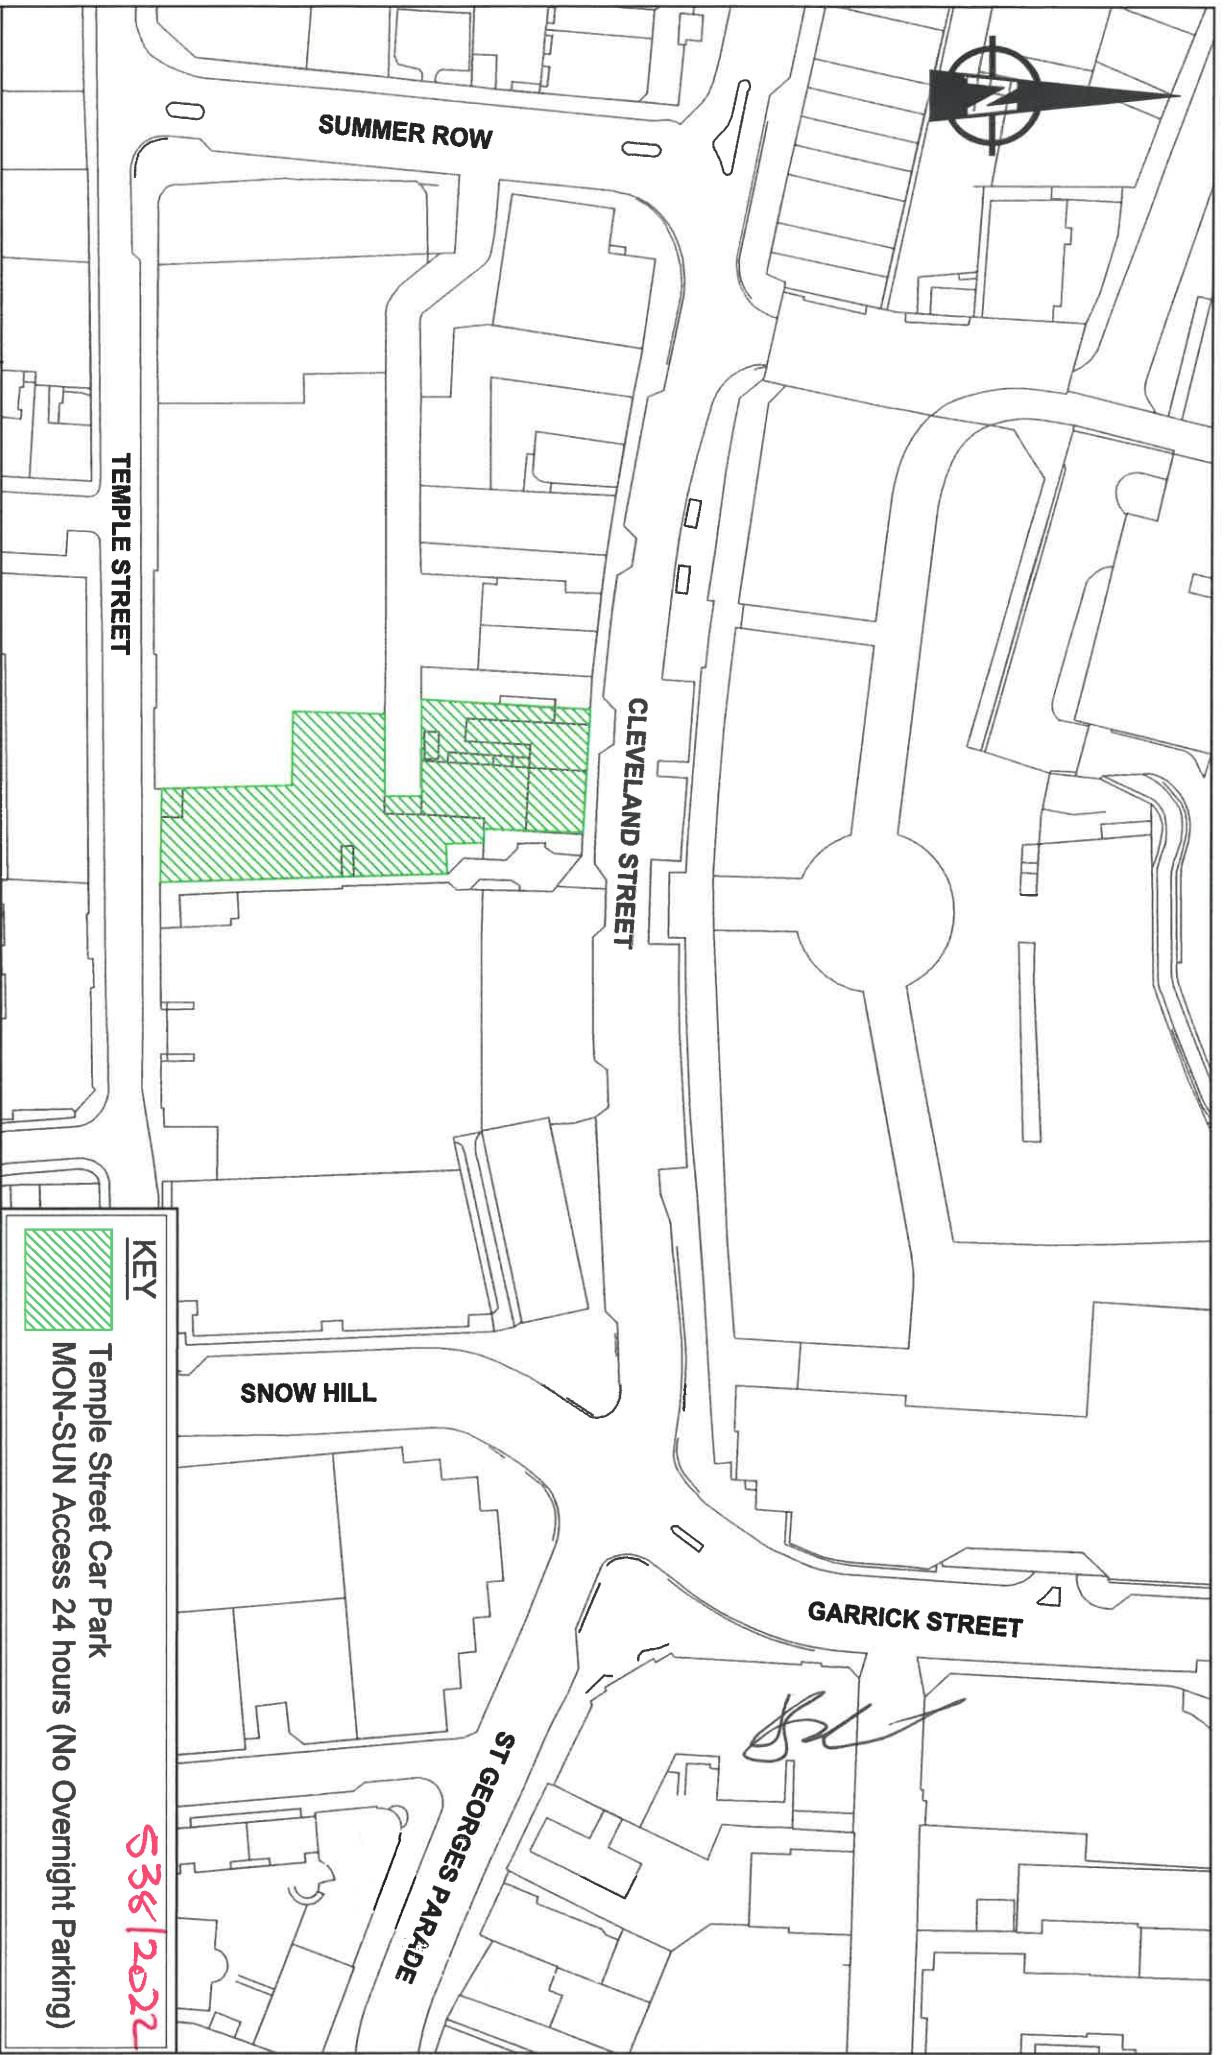 N
SUMMER ROW
TEMPLE STREET
CLEVELAND STREET
SNOW HILL
GARRICK STREET
ST GEORGES PARADE
KEY
538/2022
Temple Street Car Park
MON-SUN Access 24 hours (No Overnight Parking)